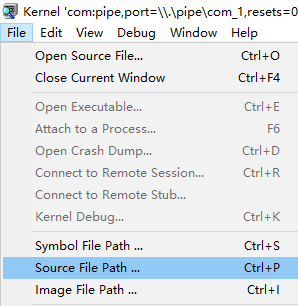 Kernel 'com:pipe,port=\\.\pipe\com_1,resets=0
File Edit View Debug Window Help
Open Source File... Ctrl+O
Close Current Window Ctrl+F4
Open Executable... Ctrl+E
Attach to a Process... F6
Open Crash Dump... Ctrl+D
Connect to Remote Session... Ctrl+R
Connect to Remote Stub...
Kernel Debug... Ctrl+K
Symbol File Path ... Ctrl+S
Source File Path ... Ctrl+P
Image File Path ... Ctrl+I